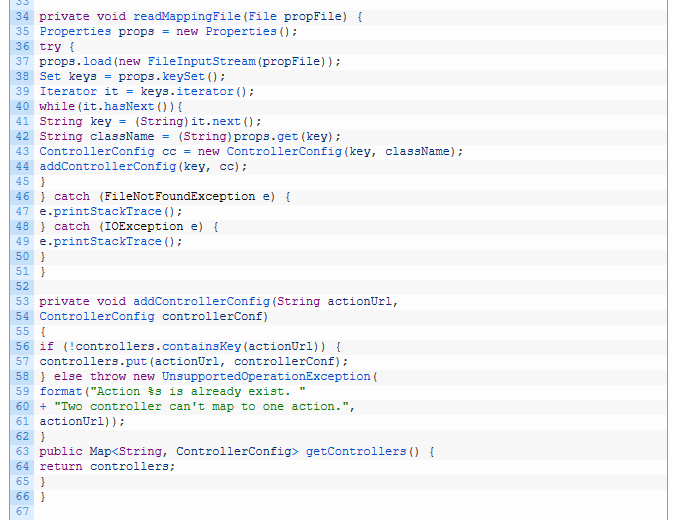 33
34 private void readMappingFile(File propFile) {
35 Properties props = new Properties();
36 try {
37 props.load(new FileInputStream(propFile));
38 Set keys = props.keySet();
39 Iterator it = keys.iterator();
40 while(it.hasNext()){
41 String key = (String)it.next();
42 String className = (String)props.get(key);
43 ControllerConfig cc = new ControllerConfig(key, className);
44 addControllerConfig(key, cc);
45 }
46 } catch (FileNotFoundException e) {
47 e.printStackTrace();
48 } catch (IOException e) {
49 e.printStackTrace();
50 }
51 }
52
53 private void addControllerConfig(String actionUrl,
54 ControllerConfig controllerConf)
55 {
56 if (!controllers.containsKey(actionUrl)) {
57 controllers.put(actionUrl, controllerConf);
58 } else throw new UnsupportedOperationException(
59 format("Action %s is already exist. "
60 + "Two controller can't map to one action.",
61 actionUrl));
62 }
63 public Map<String, ControllerConfig> getControllers() {
64 return controllers;
65 }
66 }
67